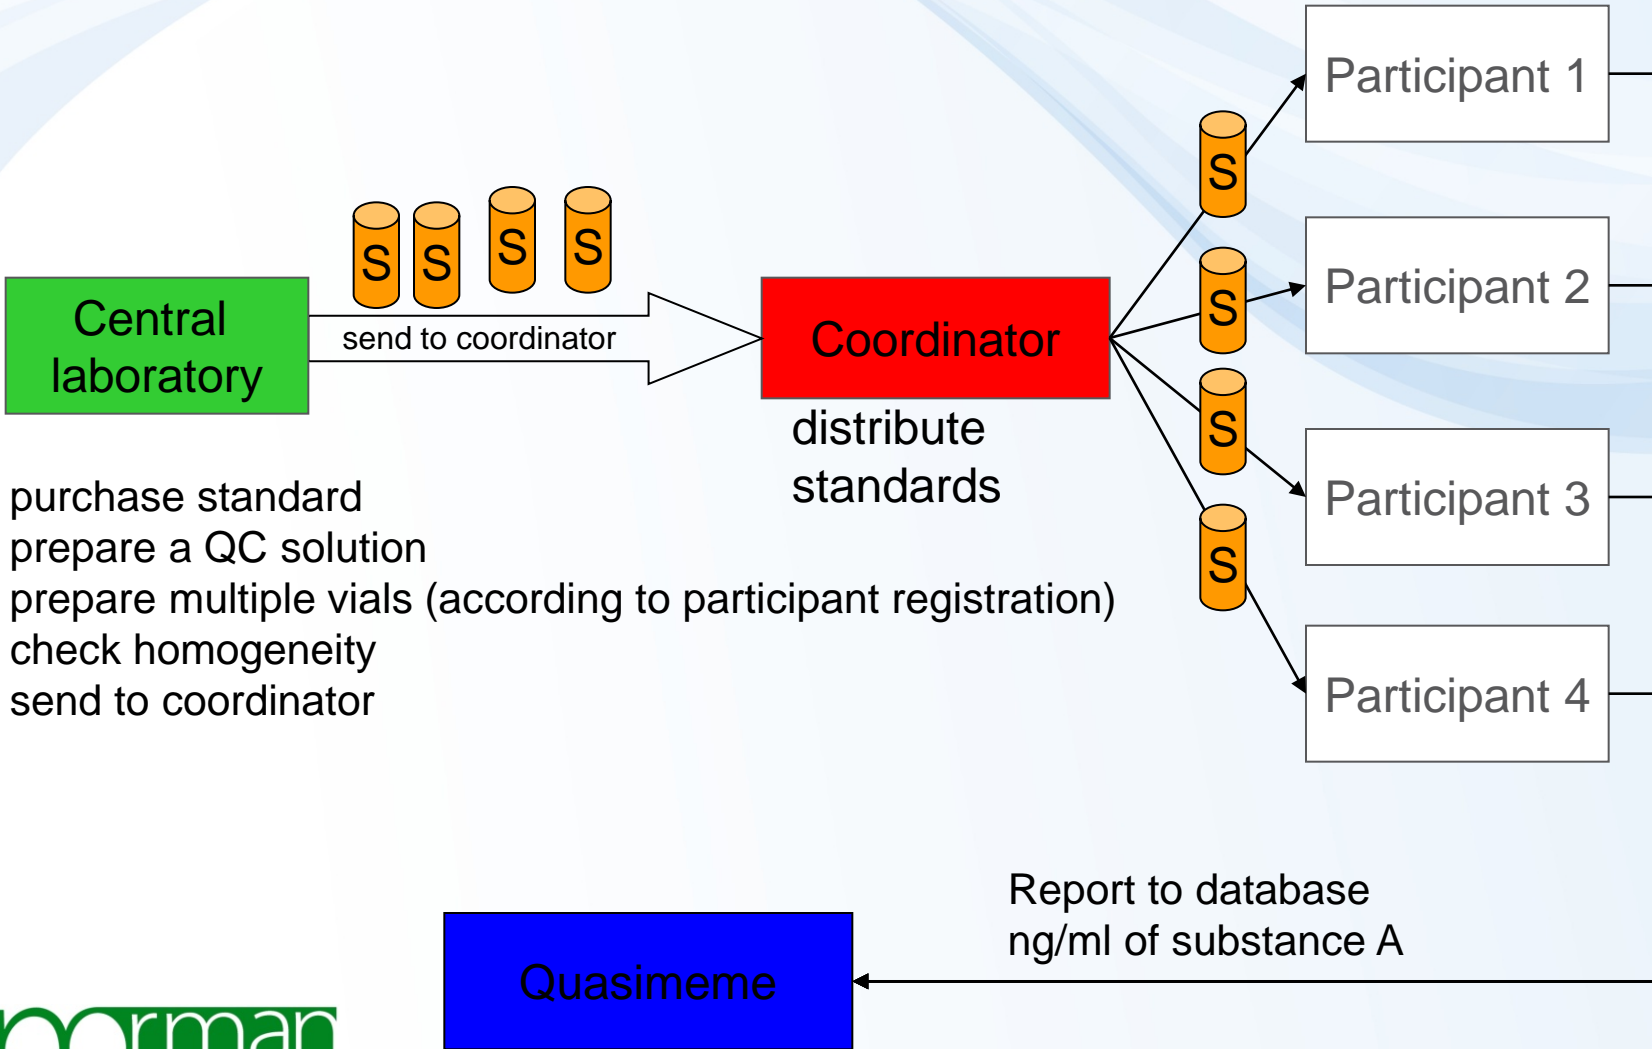 Participant 1
S
S S S S
Participant 2
S
Central
laboratory
send to coordinator
Coordinator
distribute
standards
S
Participant 3
S
purchase standard
prepare a QC solution
prepare multiple vials (according to participant registration)
check homogeneity
send to coordinator
Participant 4
Report to database
ng/ml of substance A
Quasimeme
norman